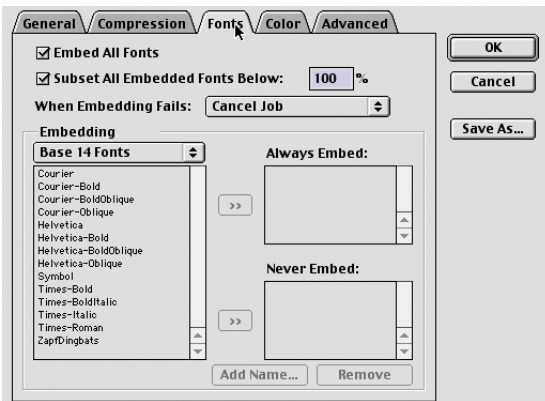 General Compression Fonts Color Advanced
Embed All Fonts
Subset All Embedded Fonts Below: 100 %
When Embedding Fails: Cancel Job
Embedding
Base 14 Fonts
Courier
Courier-Bold
Courier-BoldOblique
Courier-Oblique
Helvetica
Helvetica-Bold
Helvetica-BoldOblique
Helvetica-Oblique
Symbol
Times-Bold
Times-BoldItalic
Times-Italic
Times-Roman
ZapfDingbats
>>
>>
Always Embed:
Never Embed:
Add Name... Remove
OK
Cancel
Save As...